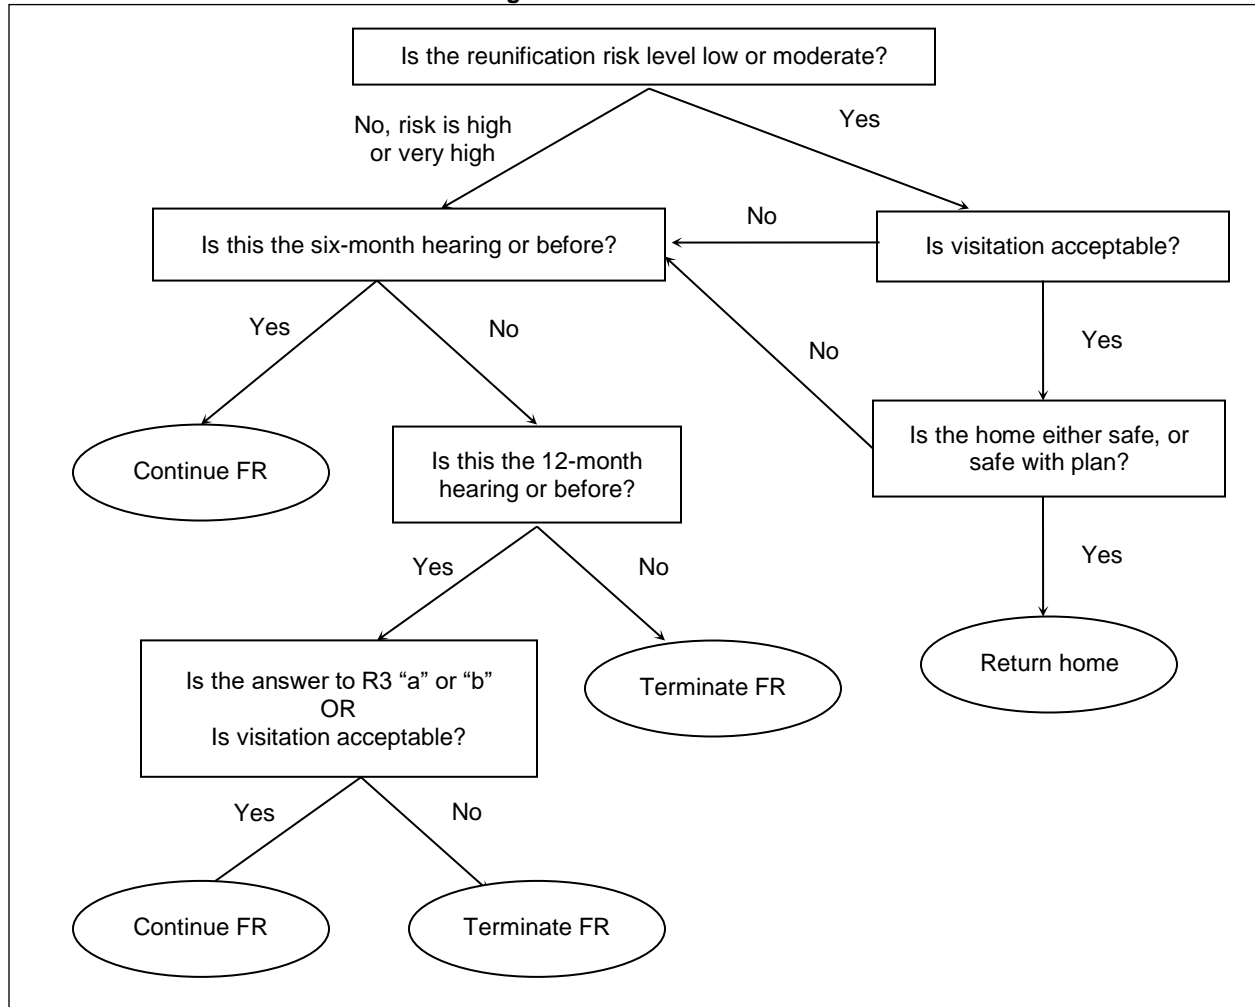 Is the reunification risk level low or moderate?
No, risk is high
or very high
Yes
Is this the six-month hearing or before?
No
Is visitation acceptable?
Yes
No
No
Yes
Continue FR
Is this the 12-month
hearing or before?
Is the home either safe, or
safe with plan?
Yes
No
Yes
Is the answer to R3 “a” or “b”
OR
Is visitation acceptable?
Terminate FR
Return home
Yes
No
Continue FR
Terminate FR